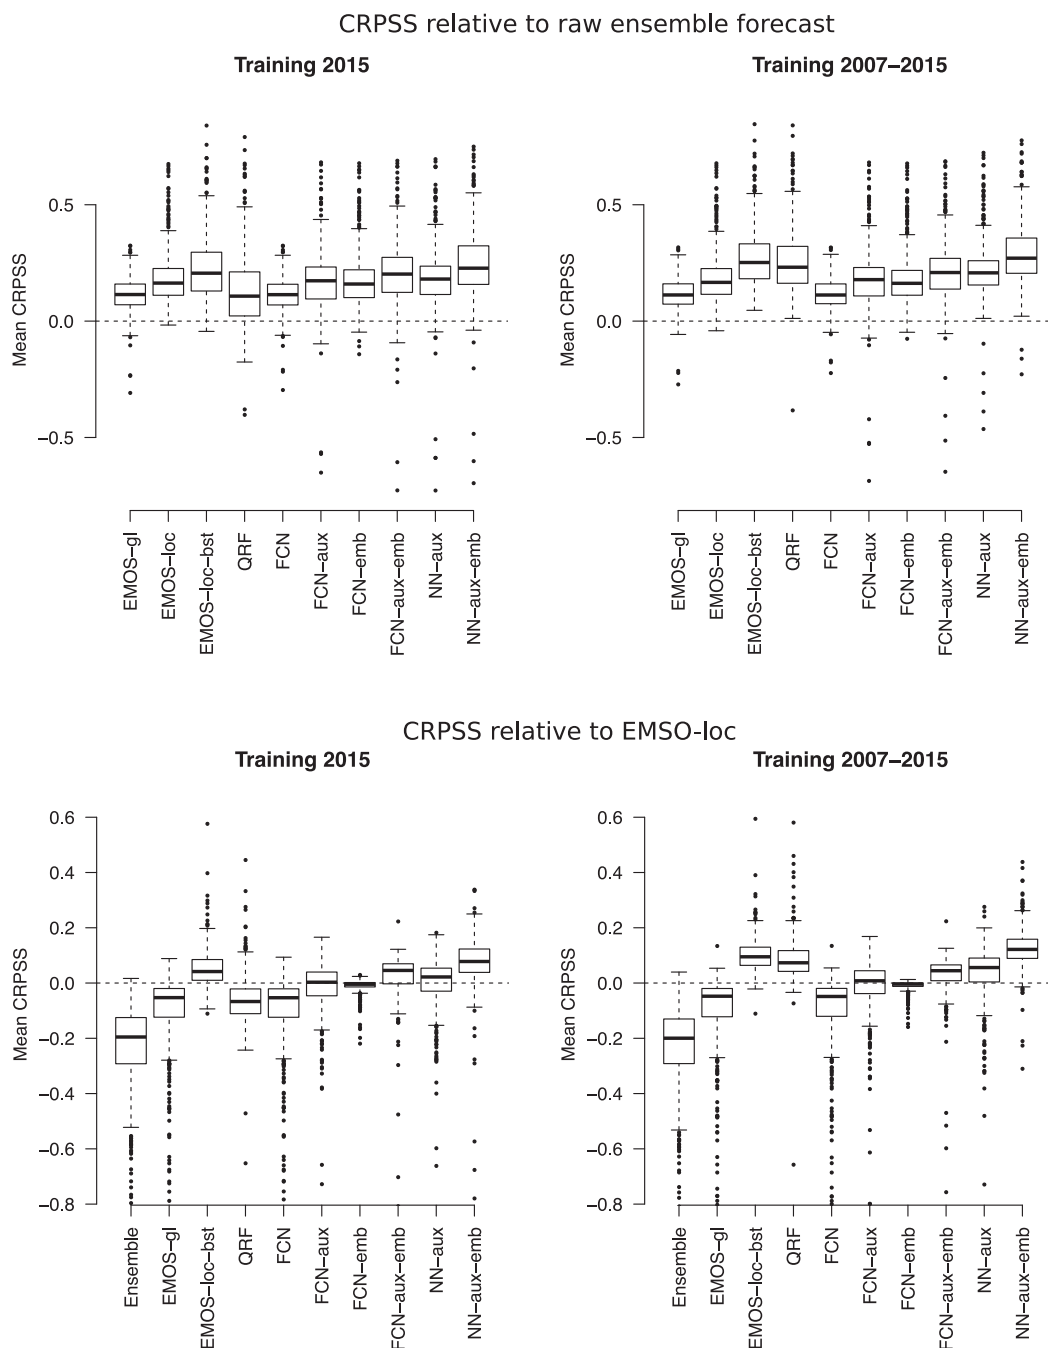 CRPSS relative to raw ensemble forecast
Training 2015
Training 2007–2015
Mean CRPSS
0.5
0.0
−0.5
EMOS−gl
EMOS−loc
EMOS−loc−bst
QRF
FCN
FCN−aux
FCN−emb
FCN−aux−emb
NN−aux
NN−aux−emb
Mean CRPSS
0.5
0.0
−0.5
EMOS−gl
EMOS−loc
EMOS−loc−bst
QRF
FCN
FCN−aux
FCN−emb
FCN−aux−emb
NN−aux
NN−aux−emb
CRPSS relative to EMSO-loc
Training 2015
Training 2007–2015
Mean CRPSS
0.6
0.4
0.2
0.0
−0.2
−0.4
−0.6
−0.8
Ensemble
EMOS−gl
EMOS−loc−bst
QRF
FCN
FCN−aux
FCN−emb
FCN−aux−emb
NN−aux
NN−aux−emb
Mean CRPSS
0.6
0.4
0.2
0.0
−0.2
−0.4
−0.6
−0.8
Ensemble
EMOS−gl
EMOS−loc−bst
QRF
FCN
FCN−aux
FCN−emb
FCN−aux−emb
NN−aux
NN−aux−emb